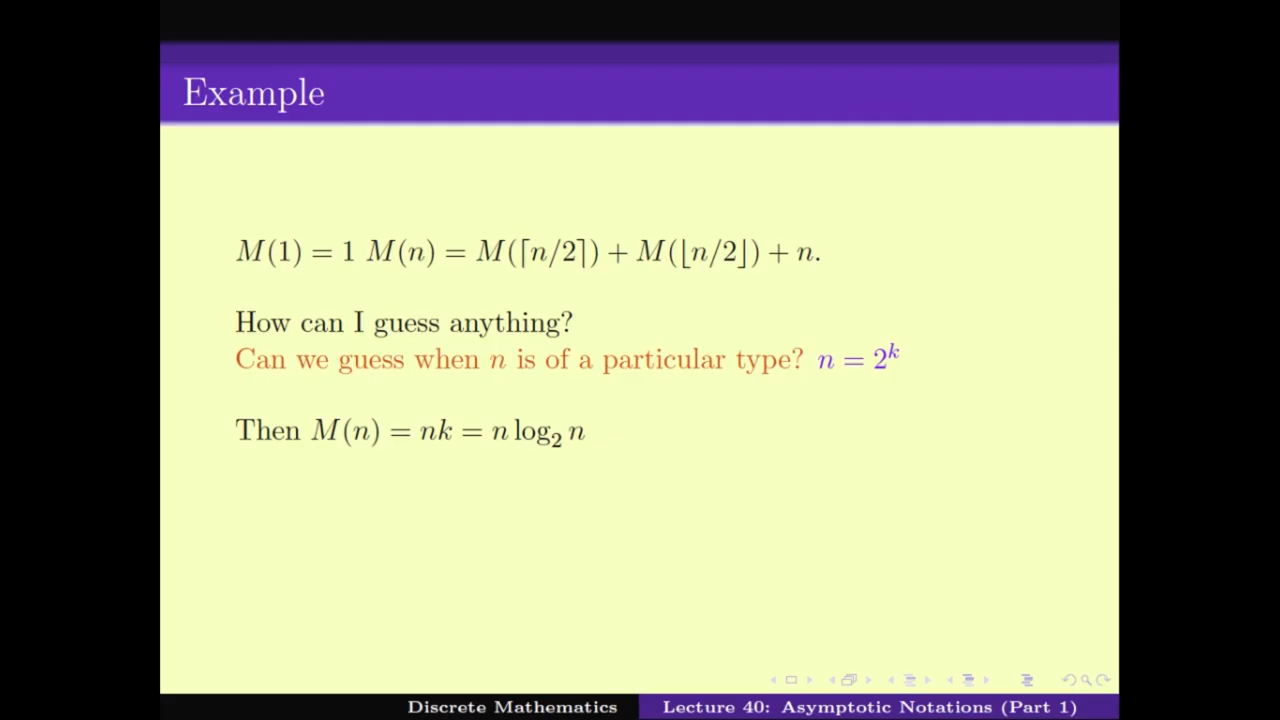 Example
M(1) = 1 M(n) = M(⌈n/2⌉) + M(⌊n/2⌋) + n.
How can I guess anything?
Can we guess when n is of a particular type? n = 2^k
Then M(n) = nk = n log₂ n
Discrete Mathematics
Lecture 40: Asymptotic Notations (Part 1)